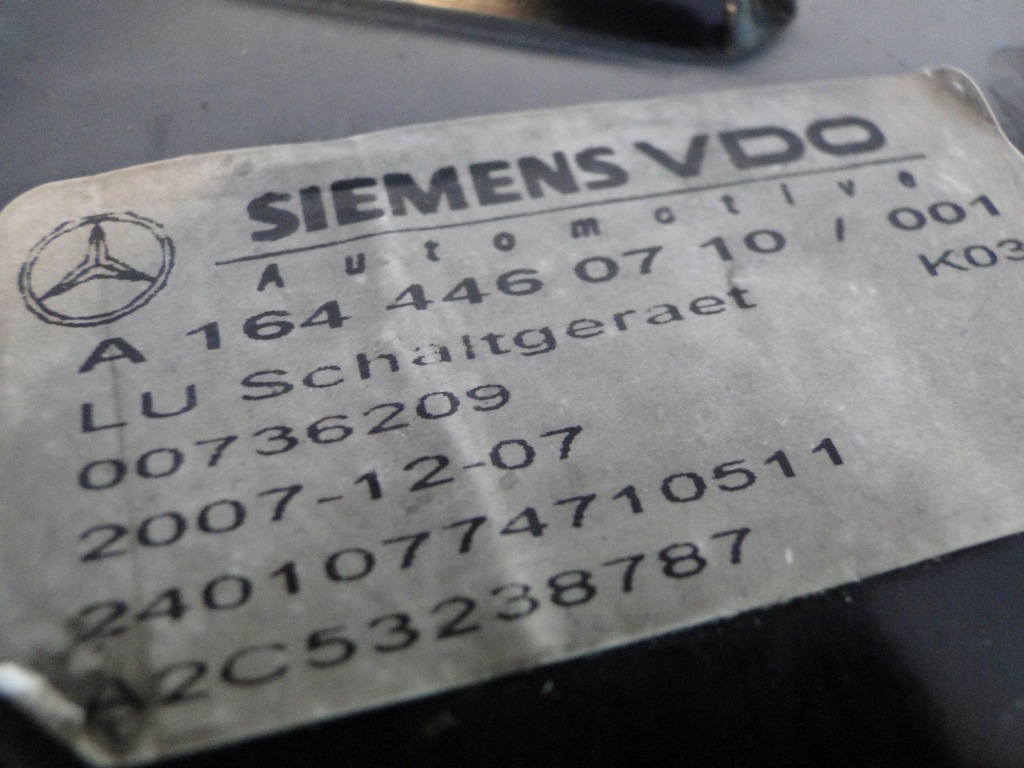 SIEMENS VDO
Automotive
A 164 446 07 10 / 001
LU Schaltgeraet K03
00736209
2007-12-07
24010774710511
A2C53238787